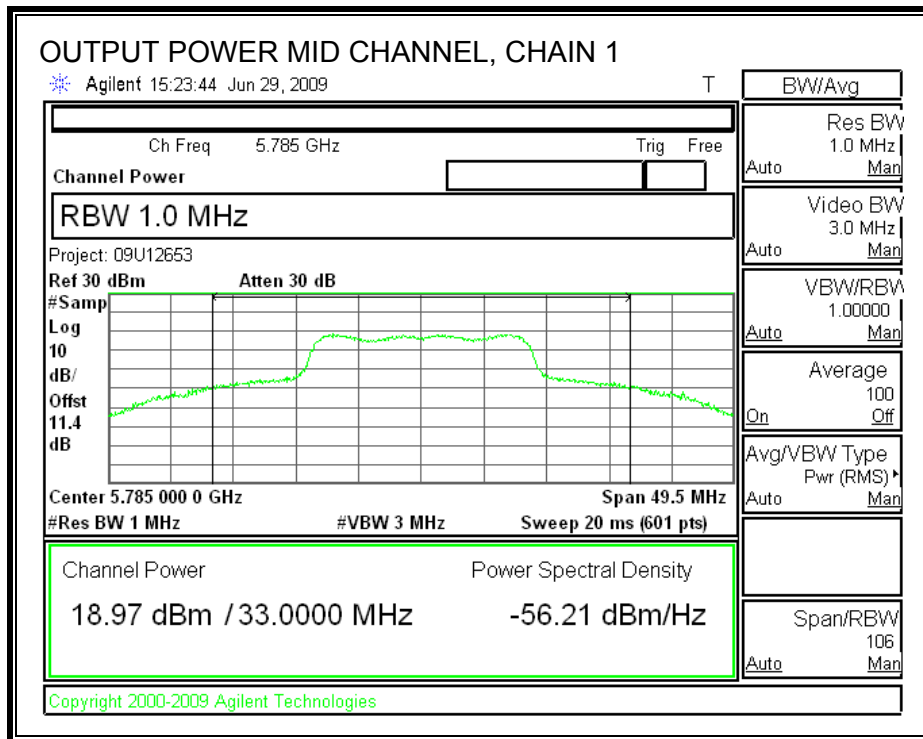 OUTPUT POWER MID CHANNEL, CHAIN 1
Agilent 15:23:44 Jun 29, 2009 T
Ch Freq 5.785 GHz Trig Free
Channel Power
RBW 1.0 MHz
Project: 09U12653
Ref 30 dBm Atten 30 dB
#Samp
Log
10
dB/
Offst
11.4
dB
Center 5.785 000 0 GHz Span 49.5 MHz
#Res BW 1 MHz #VBW 3 MHz Sweep 20 ms (601 pts)
Channel Power Power Spectral Density
18.97 dBm / 33.0000 MHz -56.21 dBm/Hz
Copyright 2000-2009 Agilent Technologies
BW/Avg
Res BW
1.0 MHz
Auto Man
Video BW
3.0 MHz
Auto Man
VBW/RBW
1.00000
Auto Man
Average
100
On Off
Avg/VBW Type
Pwr (RMS)
Auto Man
Span/RBW
106
Auto Man